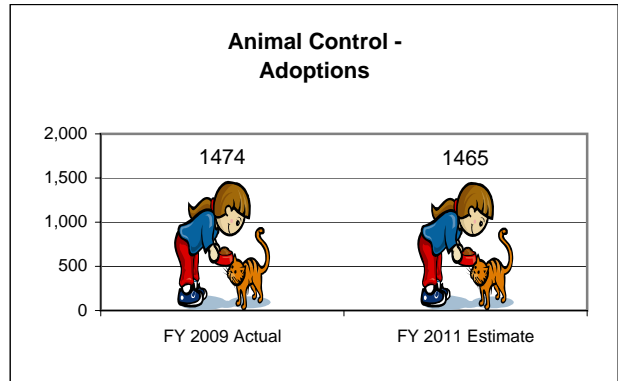 Animal Control -
Adoptions
2,000
1474 1465
1,500
1,000
500
0
FY 2009 Actual FY 2011 Estimate